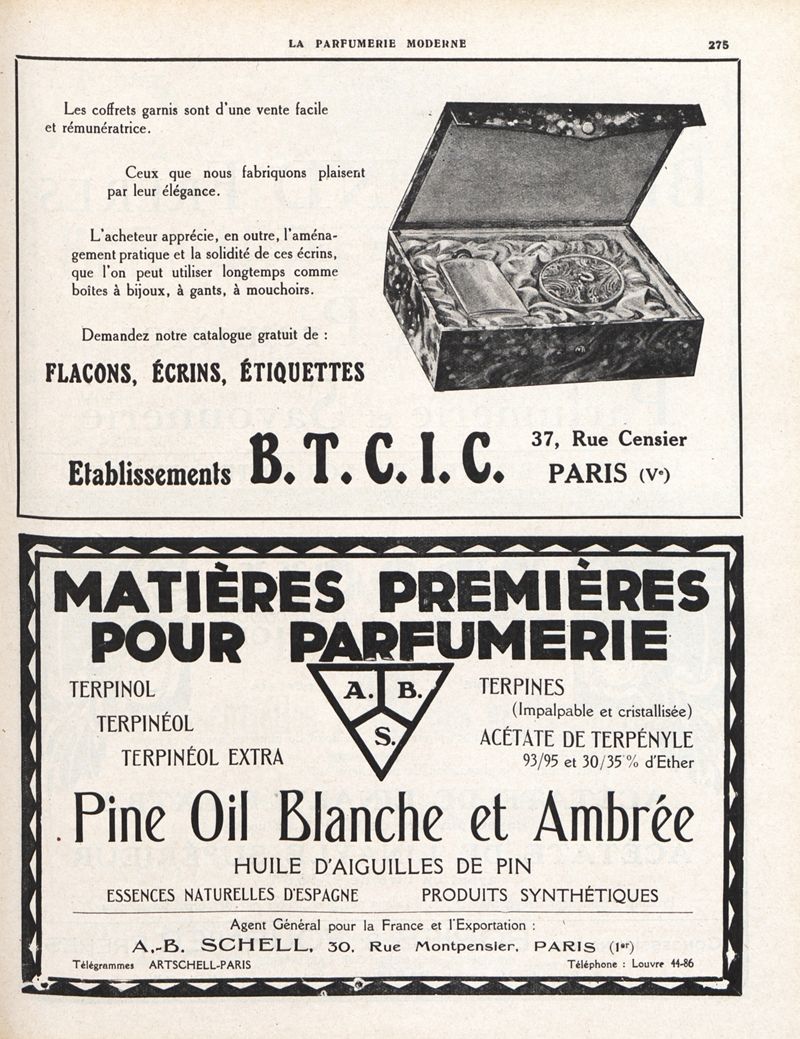 LA PARFUMERIE MODERNE
275
Les coffrets garnis sont d'une vente facile
et rémunératrice.
Ceux que nous fabriquons plaisent
par leur élégance.
L'acheteur apprécie, en outre, l'aména-
gement pratique et la solidité de ces écrins,
que l'on peut utiliser longtemps comme
boîtes à bijoux, à gants, à mouchoirs.
Demandez notre catalogue gratuit de :
FLACONS, ÉCRINS, ÉTIQUETTES
Etablissements B. T. C. I. C.
37, Rue Censier
PARIS (Vᵉ)
MATIÈRES PREMIÈRES
POUR PARFUMERIE
A. B.
S.
TERPINOL
TERPINÉOL
TERPINÉOL EXTRA
TERPINES
(Impalpable et cristallisée)
ACÉTATE DE TERPÉNYLE
93/95 et 30/35 % d'Ether
Pine Oil Blanche et Ambrée
HUILE D'AIGUILLES DE PIN
ESSENCES NATURELLES D'ESPAGNE PRODUITS SYNTHÉTIQUES
Agent Général pour la France et l'Exportation :
A.-B. SCHELL, 30, Rue Montpensier, PARIS (1ᵉʳ)
Télégrammes ARTSCHELL-PARIS Téléphone : Louvre 44-86